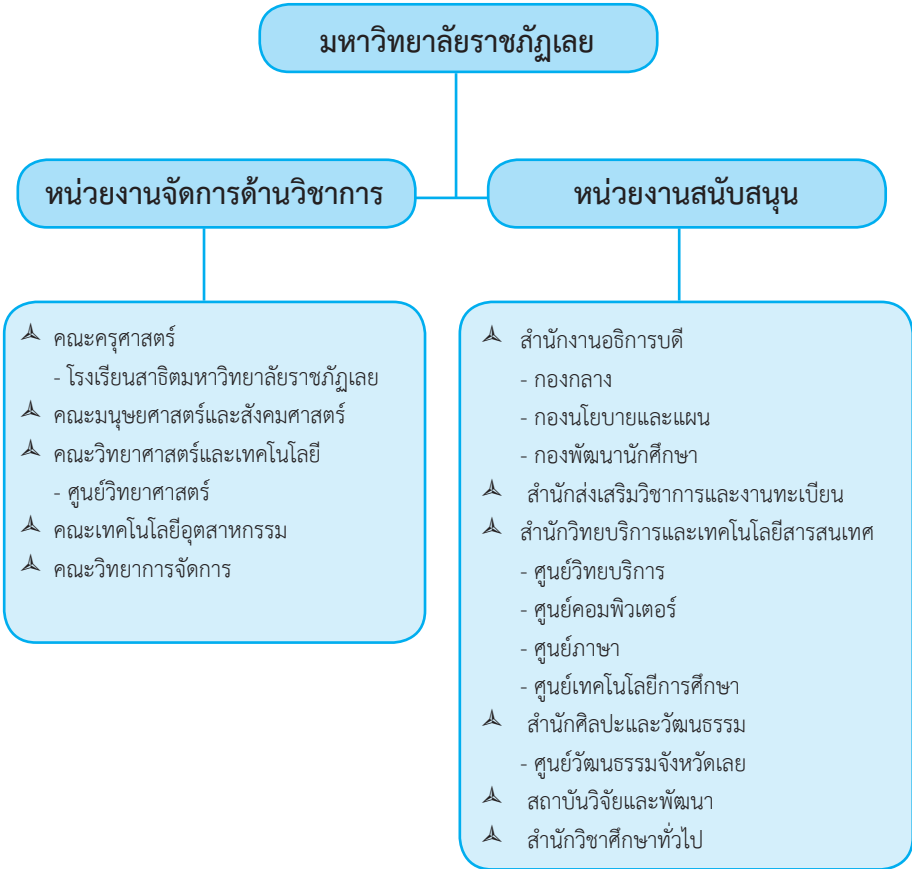 มหาวิทยาลัยราชภัฏเลย
หน่วยงานจัดการด้านวิชาการ
คณะครุศาสตร์
- โรงเรียนสาธิตมหาวิทยาลัยราชภัฏเลย
คณะมนุษยศาสตร์และสังคมศาสตร์
คณะวิทยาศาสตร์และเทคโนโลยี
- ศูนย์วิทยาศาสตร์
คณะเทคโนโลยีอุตสาหกรรม
คณะวิทยาการจัดการ
หน่วยงานสนับสนุน
สำนักงานอธิการบดี
- กองกลาง
- กองนโยบายและแผน
- กองพัฒนานักศึกษา
สำนักส่งเสริมวิชาการและงานทะเบียน
สำนักวิทยบริการและเทคโนโลยีสารสนเทศ
- ศูนย์วิทยบริการ
- ศูนย์คอมพิวเตอร์
- ศูนย์ภาษา
- ศูนย์เทคโนโลยีการศึกษา
สำนักศิลปะและวัฒนธรรม
- ศูนย์วัฒนธรรมจังหวัดเลย
สถาบันวิจัยและพัฒนา
สำนักวิชาศึกษาทั่วไป